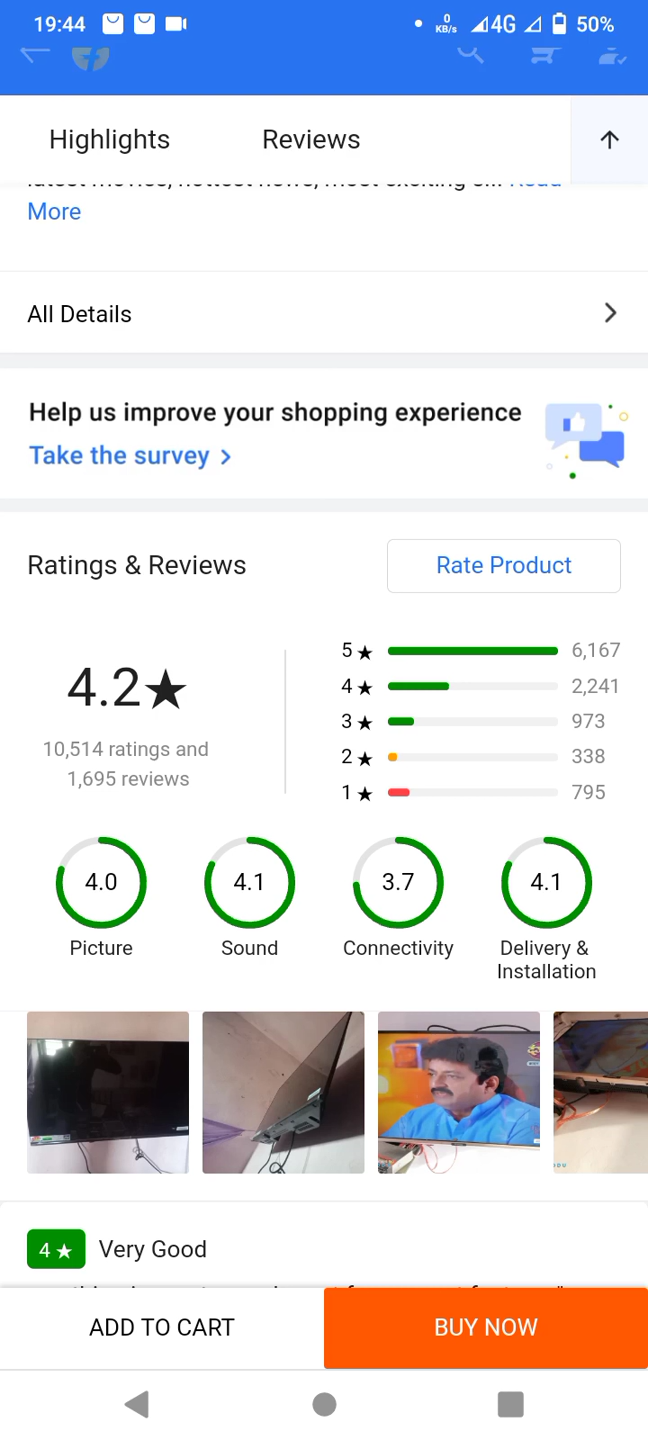 19:44
0
KB/s
4G
50%
Highlights
Reviews
More
All Details
Help us improve your shopping experience
Take the survey
Ratings & Reviews
Rate Product
4.2★
10,514 ratings and
1,695 reviews
5★ 6,167
4★ 2,241
3★ 973
2★ 338
1★ 795
4.0
4.1
3.7
4.1
Picture
Sound
Connectivity
Delivery &
Installation
4★ Very Good
ADD TO CART
BUY NOW